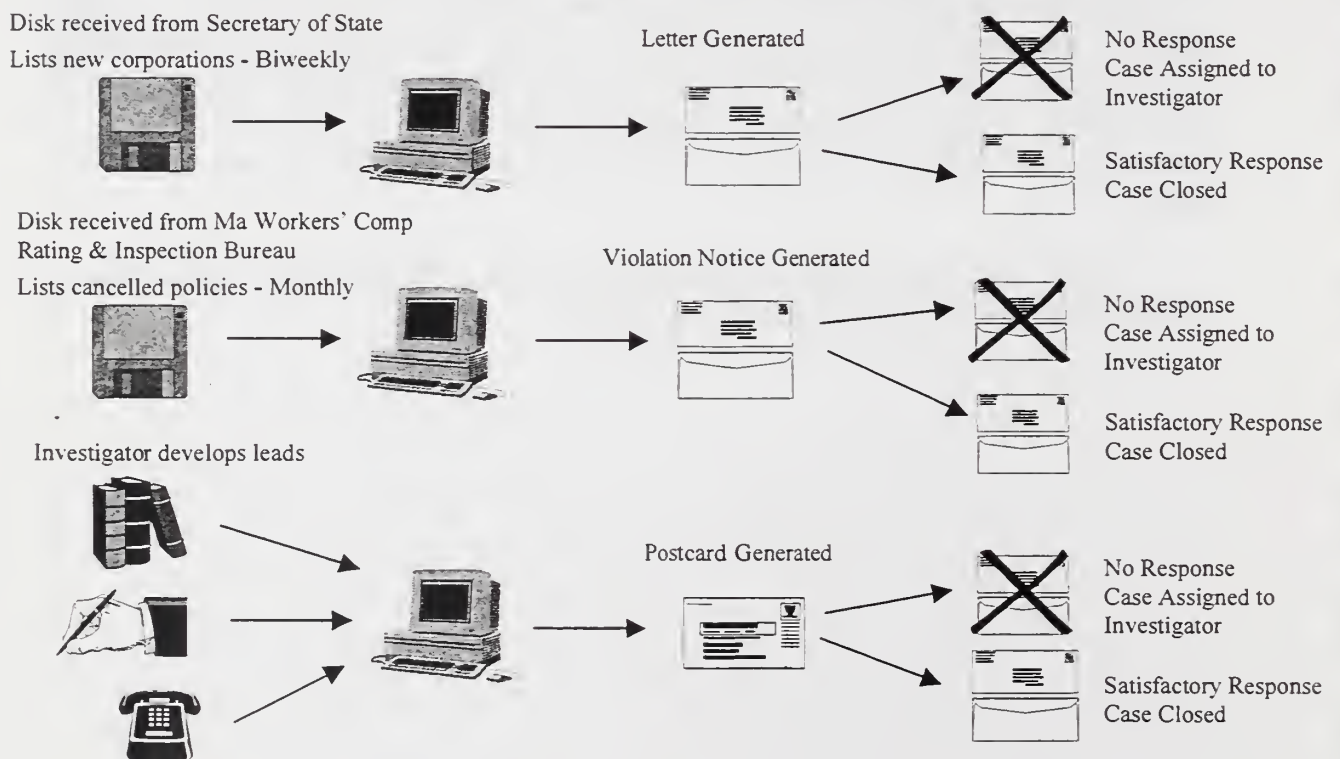 Disk received from Secretary of State
Lists new corporations - Biweekly
Letter Generated
No Response
Case Assigned to
Investigator
Satisfactory Response
Case Closed
Disk received from Ma Workers' Comp
Rating & Inspection Bureau
Lists cancelled policies - Monthly
Violation Notice Generated
No Response
Case Assigned to
Investigator
Satisfactory Response
Case Closed
Investigator develops leads
Postcard Generated
No Response
Case Assigned to
Investigator
Satisfactory Response
Case Closed